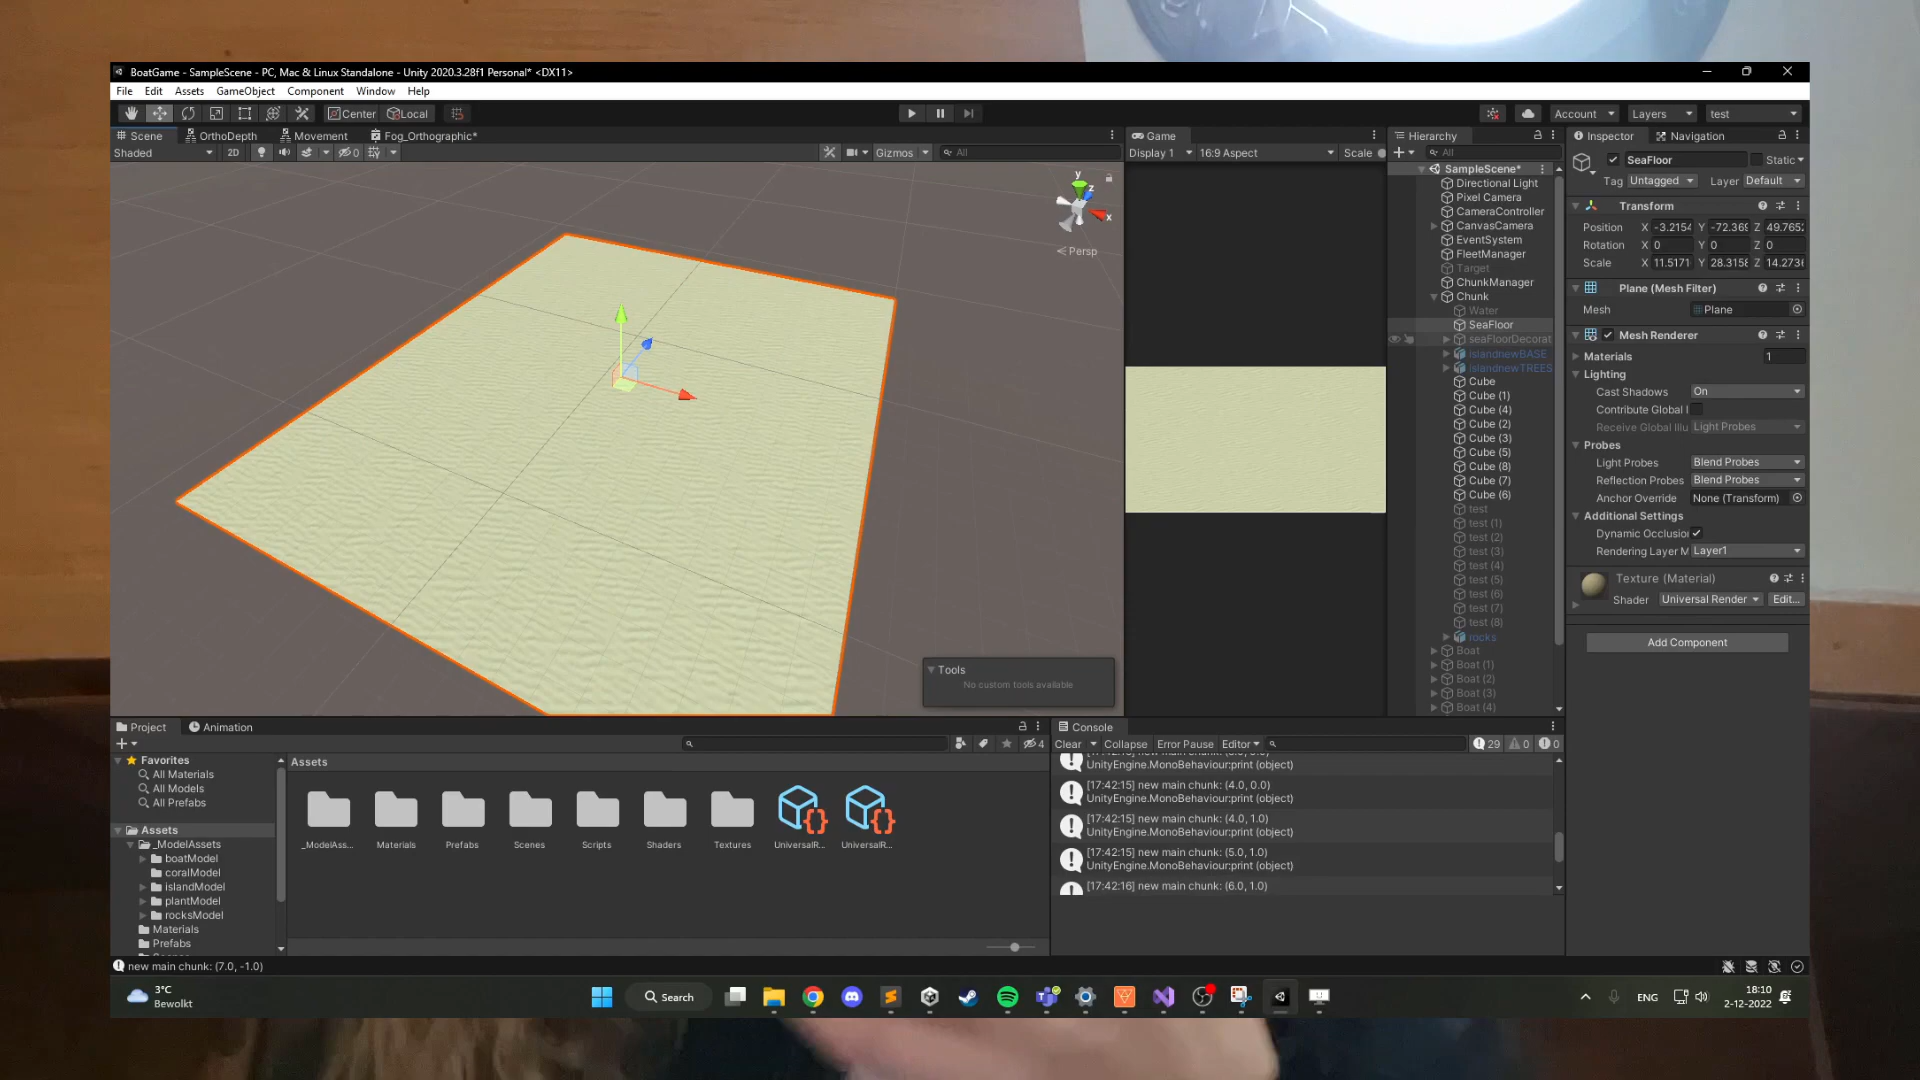 BoatGame - SampleScene - PC, Mac & Linux Standalone - Unity 2020.3.28f1 Personal* <DX11>
File Edit Assets GameObject Component Window Help
Center Local Account Layers test
Scene OrthoDepth Movement Fog_Orthographic*
Shaded 2D 0 Gizmos All
y
z
x
Persp
Tools
No custom tools available
Game
Display 1 16:9 Aspect Scale
Hierarchy
All
SampleScene*
Directional Light
Pixel Camera
CameraController
CanvasCamera
EventSystem
FleetManager
Target
ChunkManager
Chunk
Water
SeaFloor
seaFloorDecorat
islandnewBASE
islandnewTREES
Cube
Cube (1)
Cube (4)
Cube (2)
Cube (3)
Cube (5)
Cube (8)
Cube (7)
Cube (6)
test
test (1)
test (2)
test (3)
test (4)
test (5)
test (6)
test (7)
test (8)
rocks
Boat
Boat (1)
Boat (2)
Boat (3)
Boat (4)
Inspector Navigation
SeaFloor Static
Tag Untagged Layer Default
Transform
Position X -3.2154 Y -72.369 Z 49.7652
Rotation X 0 Y 0 Z 0
Scale X 11.5171 Y 28.3158 Z 14.2736
Plane (Mesh Filter)
Mesh Plane
Mesh Renderer
Materials 1
Lighting
Cast Shadows On
Contribute Global I
Receive Global Illu Light Probes
Probes
Light Probes Blend Probes
Reflection Probes Blend Probes
Anchor Override None (Transform)
Additional Settings
Dynamic Occlusio
Rendering Layer M Layer1
Texture (Material)
Shader Universal Render Edit...
Add Component
Project Animation
4
Favorites
All Materials
All Models
All Prefabs
Assets
_ModelAssets
boatModel
coralModel
islandModel
plantModel
rocksModel
Materials
Prefabs
Assets
_ModelAss... Materials Prefabs Scenes Scripts Shaders Textures UniversalR... UniversalR...
Console
Clear Collapse Error Pause Editor 29 0 0
UnityEngine.MonoBehaviour:print (object)
[17:42:15] new main chunk: (4.0, 0.0)
UnityEngine.MonoBehaviour:print (object)
[17:42:15] new main chunk: (4.0, 1.0)
UnityEngine.MonoBehaviour:print (object)
[17:42:15] new main chunk: (5.0, 1.0)
UnityEngine.MonoBehaviour:print (object)
[17:42:16] new main chunk: (6.0, 1.0)
new main chunk: (7.0, -1.0)
3°C
Bewolkt
Search
ENG
18:10
2-12-2022